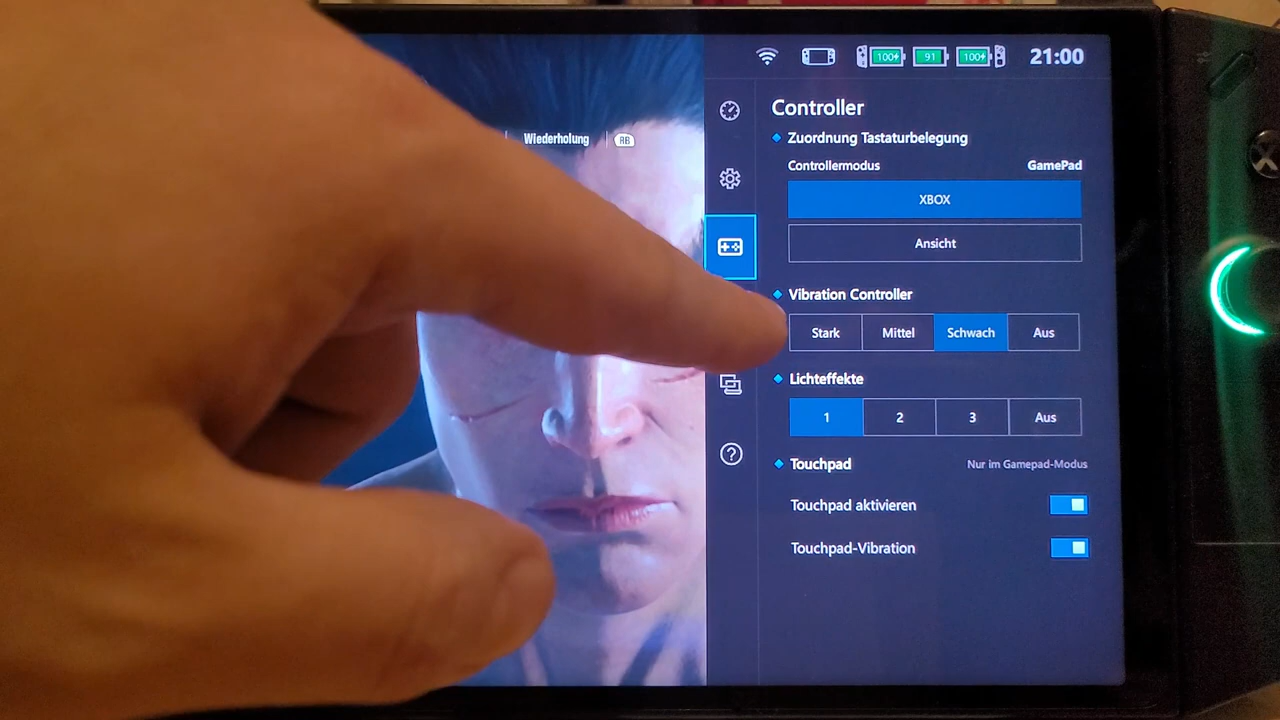 100 91 100 21:00
Controller
Wiederholung RB
Zuordnung Tastaturbelegung
Controllermodus GamePad
XBOX
Ansicht
Vibration Controller
Stark Mittel Schwach Aus
Lichteffekte
1 2 3 Aus
Touchpad Nur im Gamepad-Modus
Touchpad aktivieren
Touchpad-Vibration
X